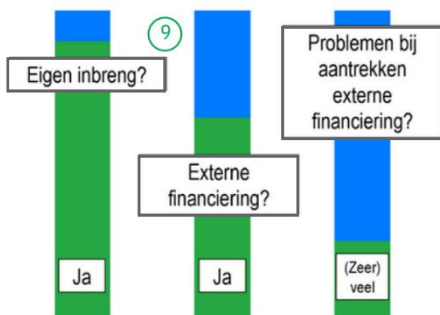 9
Eigen inbreng?
Ja
Externe
financiering?
Ja
Problemen bij
aantrekken
externe
financiering?
(Zeer)
veel